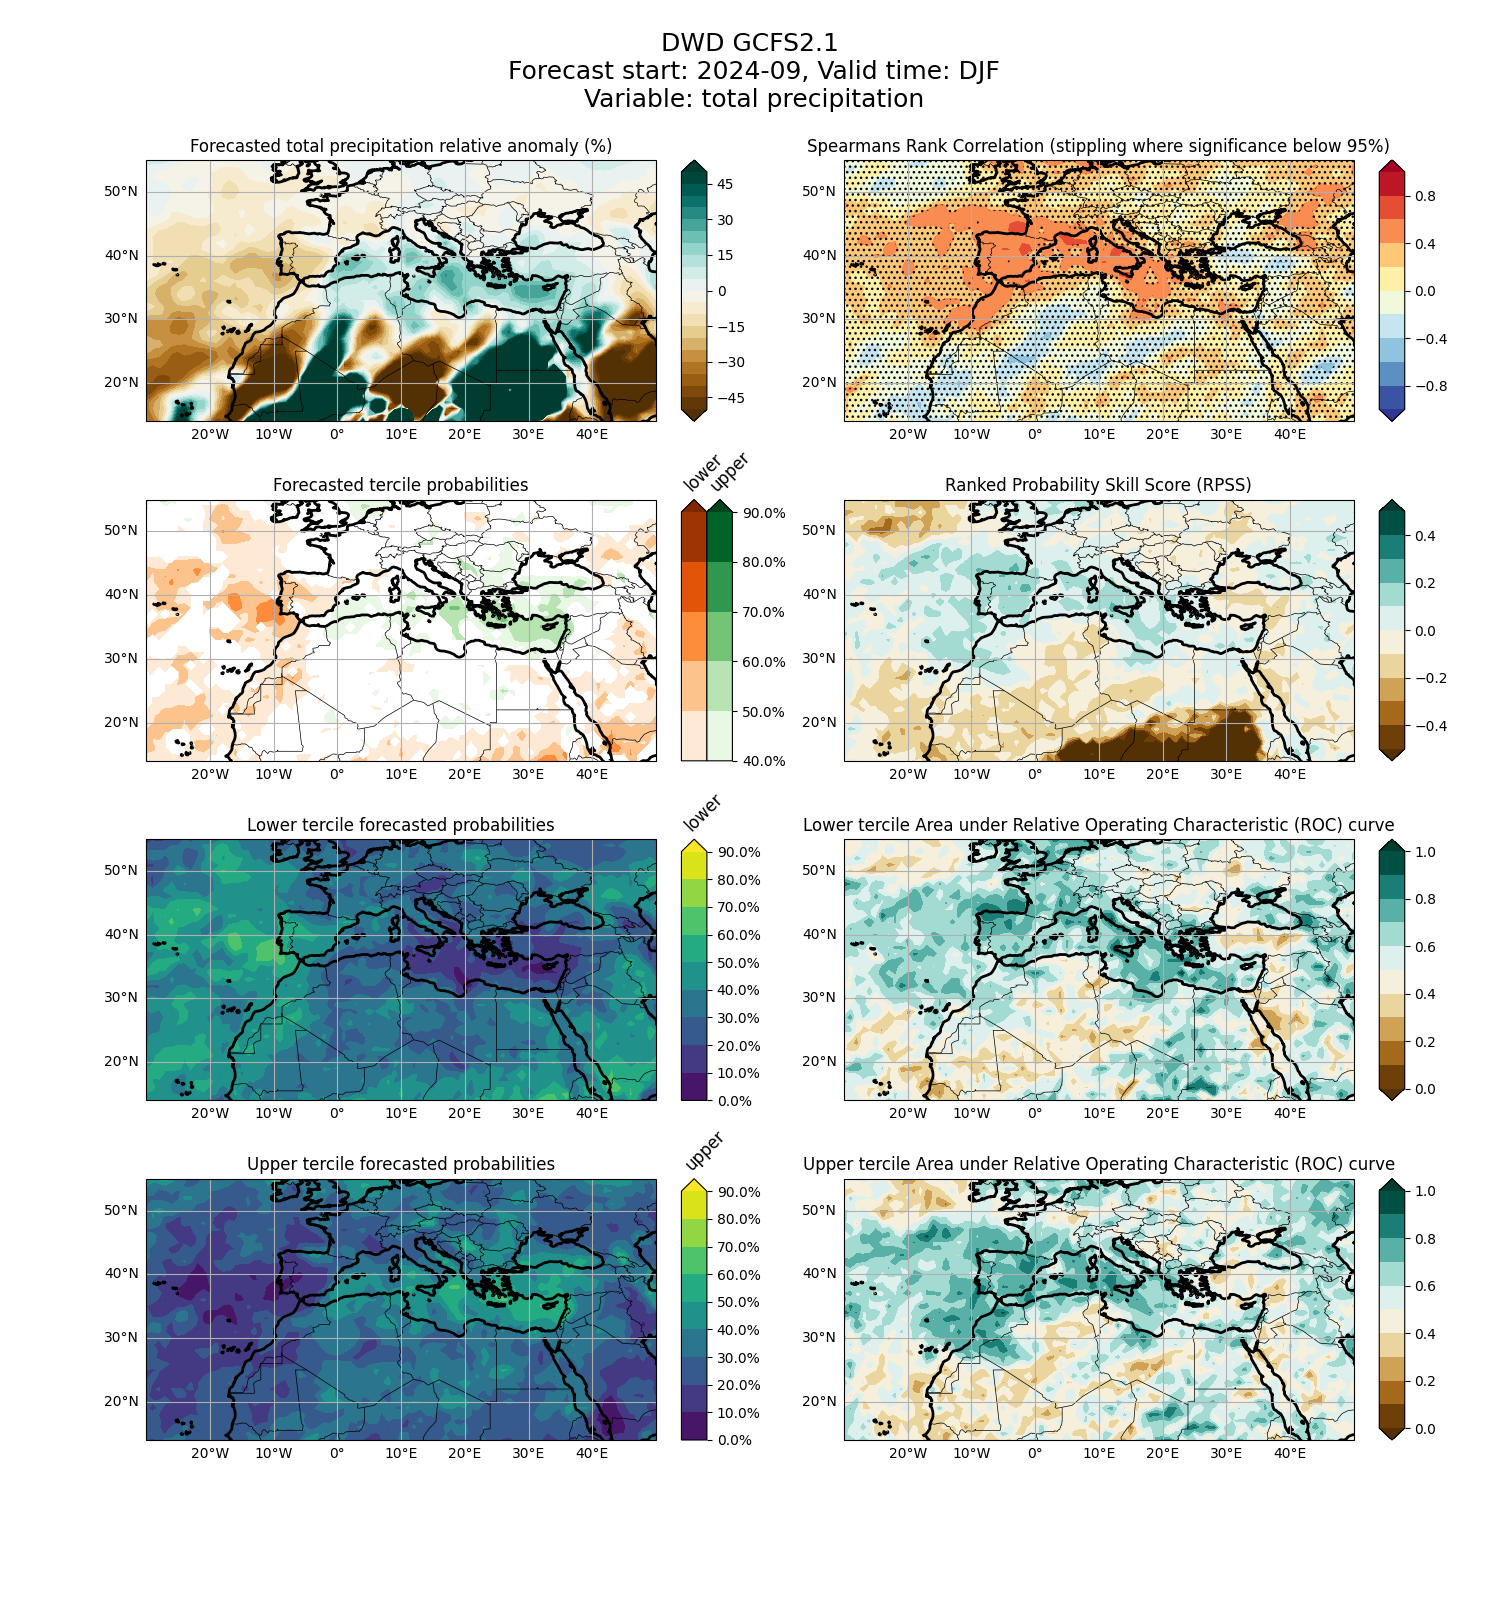 DWD GCFS2.1
Forecast start: 2024-09, Valid time: DJF
Variable: total precipitation
Forecasted total precipitation relative anomaly (%)
50°N
40°N
30°N
20°N
20°W 10°W 0° 10°E 20°E 30°E 40°E
45
30
15
0
−15
−30
−45
Spearmans Rank Correlation (stippling where significance below 95%)
50°N
40°N
30°N
20°N
20°W 10°W 0° 10°E 20°E 30°E 40°E
0.8
0.4
0.0
−0.4
−0.8
Forecasted tercile probabilities
lower
upper
50°N
40°N
30°N
20°N
20°W 10°W 0° 10°E 20°E 30°E 40°E
90.0%
80.0%
70.0%
60.0%
50.0%
40.0%
Ranked Probability Skill Score (RPSS)
50°N
40°N
30°N
20°N
20°W 10°W 0° 10°E 20°E 30°E 40°E
0.4
0.2
0.0
−0.2
−0.4
Lower tercile forecasted probabilities
lower
50°N
40°N
30°N
20°N
20°W 10°W 0° 10°E 20°E 30°E 40°E
90.0%
80.0%
70.0%
60.0%
50.0%
40.0%
30.0%
20.0%
10.0%
0.0%
Lower tercile Area under Relative Operating Characteristic (ROC) curve
50°N
40°N
30°N
20°N
20°W 10°W 0° 10°E 20°E 30°E 40°E
1.0
0.8
0.6
0.4
0.2
0.0
Upper tercile forecasted probabilities
upper
50°N
40°N
30°N
20°N
20°W 10°W 0° 10°E 20°E 30°E 40°E
90.0%
80.0%
70.0%
60.0%
50.0%
40.0%
30.0%
20.0%
10.0%
0.0%
Upper tercile Area under Relative Operating Characteristic (ROC) curve
50°N
40°N
30°N
20°N
20°W 10°W 0° 10°E 20°E 30°E 40°E
1.0
0.8
0.6
0.4
0.2
0.0